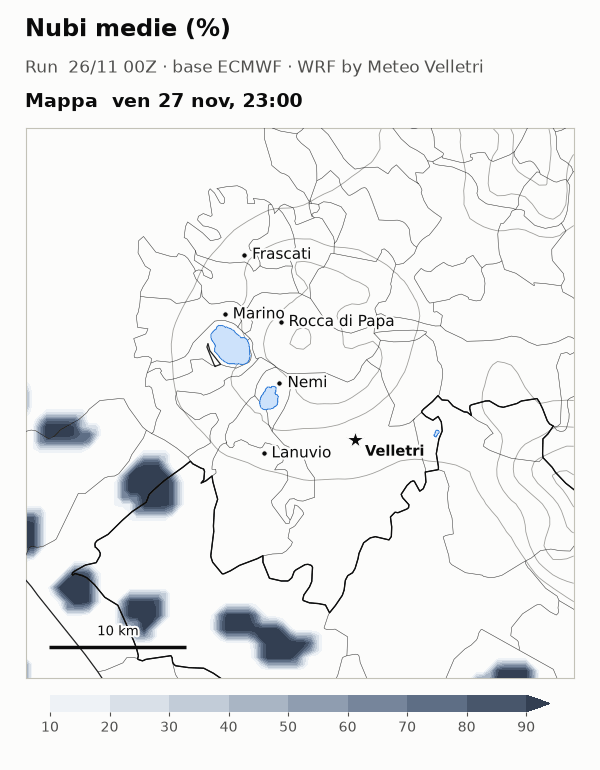 Nubi medie (%)
Run  26/11 00Z · base ECMWF · WRF by Meteo Velletri
Mappa  ven 27 nov, 23:00
Frascati
Marino
Rocca di Papa
Nemi
Velletri
Lanuvio
10 km
10 20 30 40 50 60 70 80 90